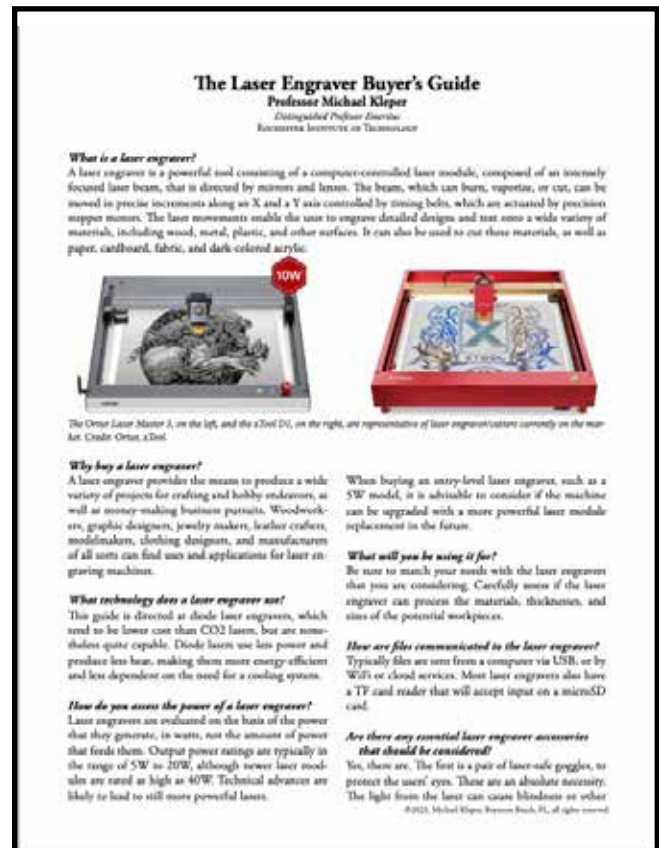 The Laser Engraver Buyer's Guide
Professor Michael Kleper
Distinguished Professor Emeritus
Rochester Institute of Technology
What is a laser engraver?
A laser engraver is a powerful tool consisting of a computer-controlled laser module, composed of an intensely
focused laser beam, that is directed by mirrors and lenses. The beam, which can burn, vaporize, or cut, can be
moved in precise increments along an X and a Y axis controlled by timing belts, which are actuated by precision
stepper motors. The laser movements enable the user to engrave detailed designs and text onto a wide variety of
materials, including wood, metal, plastic, and other surfaces. It can also be used to cut these materials, as well as
paper, cardboard, fabric, and dark-colored acrylic.
10W
X
The Ortur Laser Master 3, on the left, and the xTool D1, on the right, are representative of laser engraver/cutters currently on the mar-
ket. Credit: Ortur, xTool.
Why buy a laser engraver?
A laser engraver provides the means to produce a wide
variety of projects for crafting and hobby endeavors, as
well as money-making business pursuits. Woodwork-
ers, graphic designers, jewelry makers, leather crafters,
modelmakers, clothing designers, and manufacturers
of all sorts can find uses and applications for laser en-
graving machines.
What technology does a laser engraver use?
This guide is directed at diode laser engravers, which
tend to be lower cost than CO2 lasers, but are none-
theless quite capable. Diode lasers use less power and
produce less heat, making them more energy-efficient
and less dependent on the need for a cooling system.
How do you assess the power of a laser engraver?
Laser engravers are evaluated on the basis of the power
that they generate, in watts, not the amount of power
that feeds them. Output power ratings are typically in
the range of 5W to 20W, although newer laser mod-
ules are rated as high as 40W. Technical advances are
likely to lead to still more powerful lasers.
When buying an entry-level laser engraver, such as a
5W model, it is advisable to consider if the machine
can be upgraded with a more powerful laser module
replacement in the future.
What will you be using it for?
Be sure to match your needs with the laser engravers
that you are considering. Carefully assess if the laser
engraver can process the materials, thicknesses, and
sizes of the potential workpieces.
How are files communicated to the laser engraver?
Typically files are sent from a computer via USB, or by
WiFi or cloud services. Most laser engravers also have
a TF card reader that will accept input on a microSD
card.
Are there any essential laser engraver accessories
that should be considered?
Yes, there are. The first is a pair of laser-safe goggles, to
protect the users' eyes. These are an absolute necessity.
The light from the laser can cause blindness or other
©2023, Michael Kleper, Boynton Beach, FL, all rights reserved